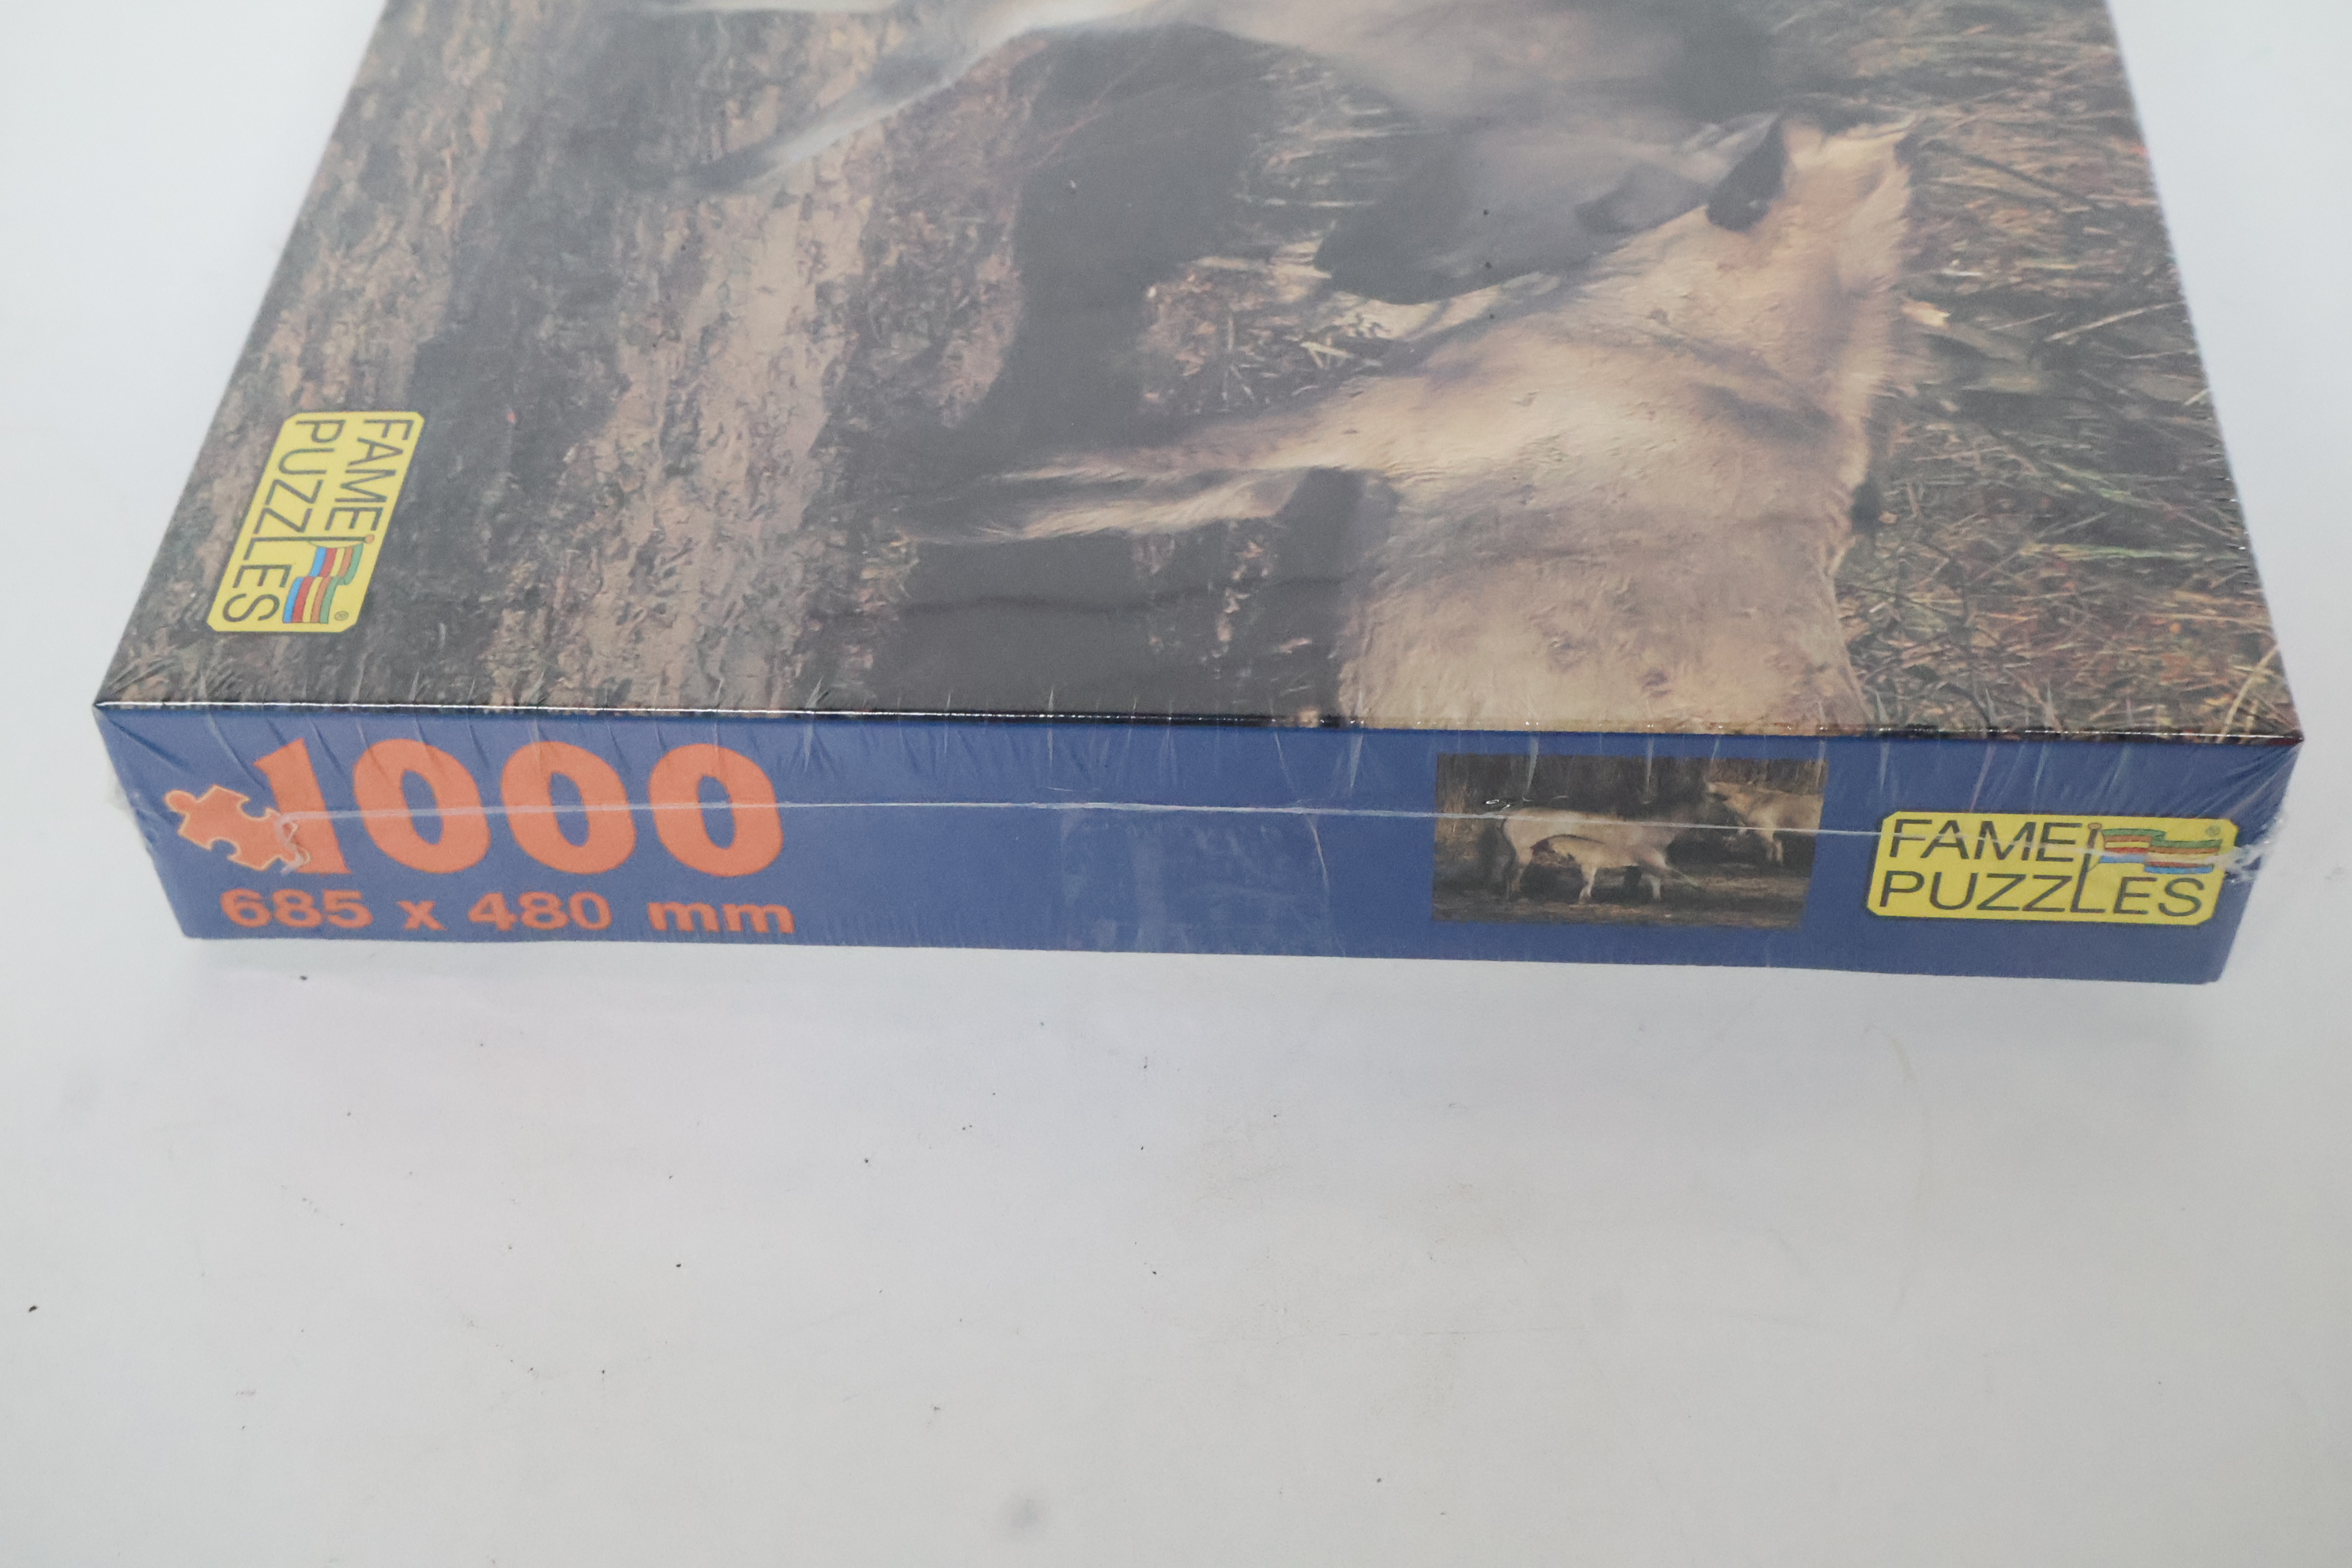 FAME
PUZZLES
®
1000
685 x 480 mm
FAME
PUZZLES
®